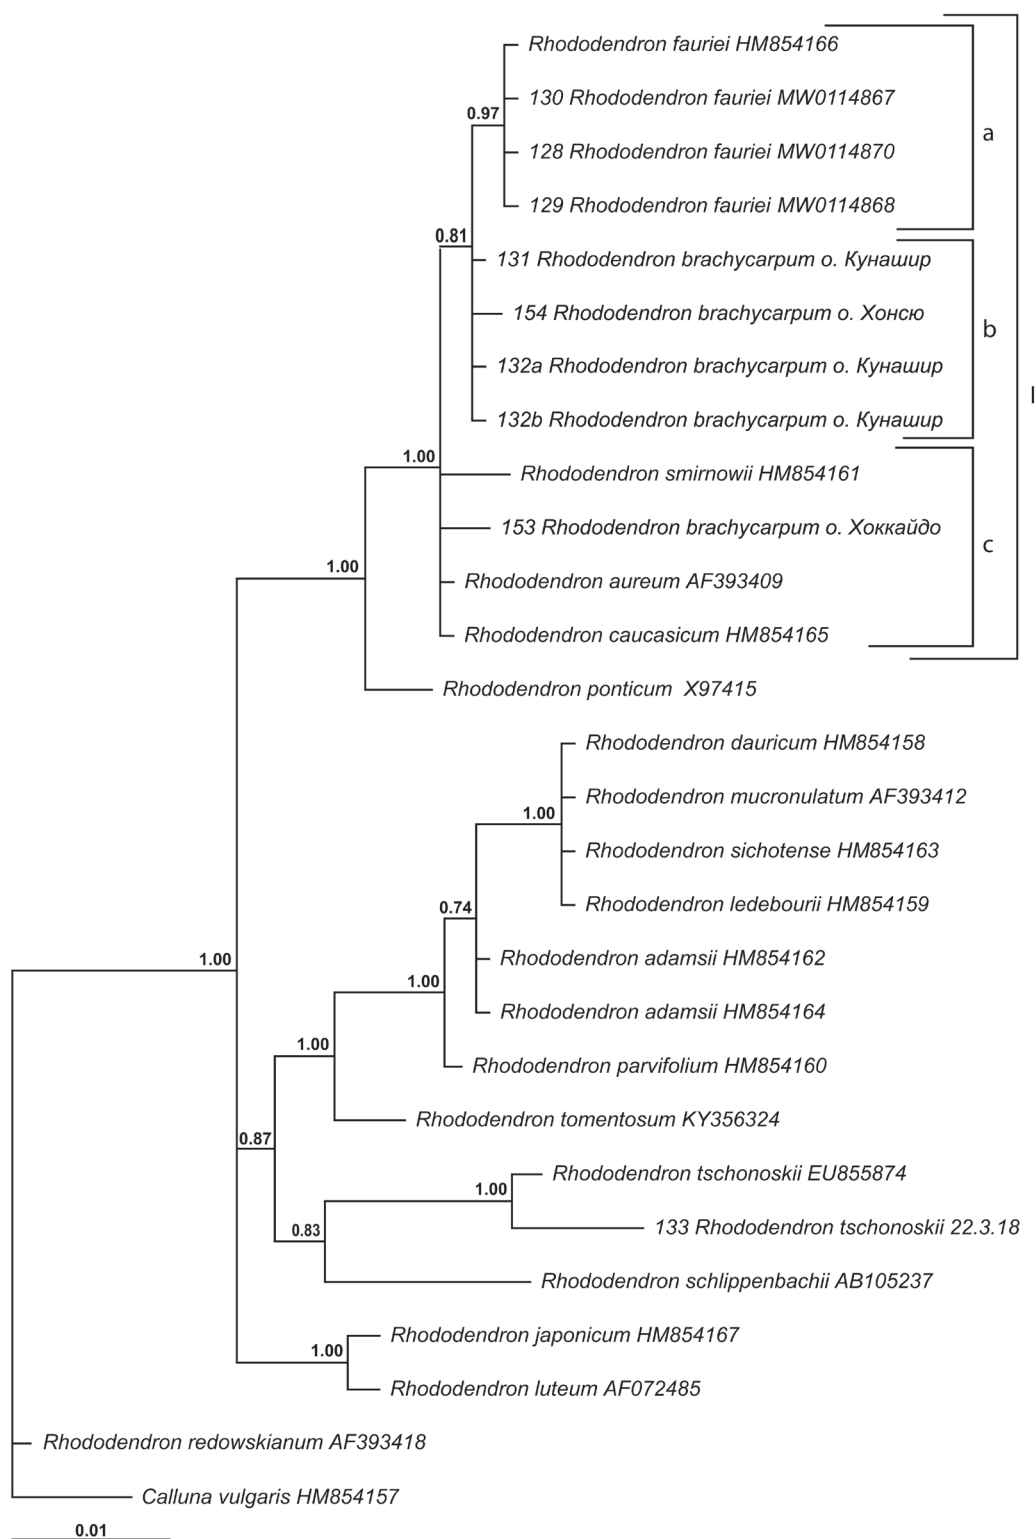 Rhododendron fauriei HM854166
130 Rhododendron fauriei MW0114867
0.97
a
128 Rhododendron fauriei MW0114870
129 Rhododendron fauriei MW0114868
0.81
131 Rhododendron brachycarpum о. Кунашир
154 Rhododendron brachycarpum о. Хонсю
b
132a Rhododendron brachycarpum о. Кунашир
I
132b Rhododendron brachycarpum о. Кунашир
1.00
Rhododendron smirnowii HM854161
153 Rhododendron brachycarpum о. Хоккайдо
c
1.00
Rhododendron aureum AF393409
Rhododendron caucasicum HM854165
Rhododendron ponticum X97415
Rhododendron dauricum HM854158
Rhododendron mucronulatum AF393412
1.00
Rhododendron sichotense HM854163
Rhododendron ledebourii HM854159
0.74
Rhododendron adamsii HM854162
1.00
1.00
Rhododendron adamsii HM854164
1.00
Rhododendron parvifolium HM854160
Rhododendron tomentosum KY356324
0.87
Rhododendron tschonoskii EU855874
1.00
133 Rhododendron tschonoskii 22.3.18
0.83
Rhododendron schlippenbachii AB105237
Rhododendron japonicum HM854167
1.00
Rhododendron luteum AF072485
Rhododendron redowskianum AF393418
Calluna vulgaris HM854157
0.01